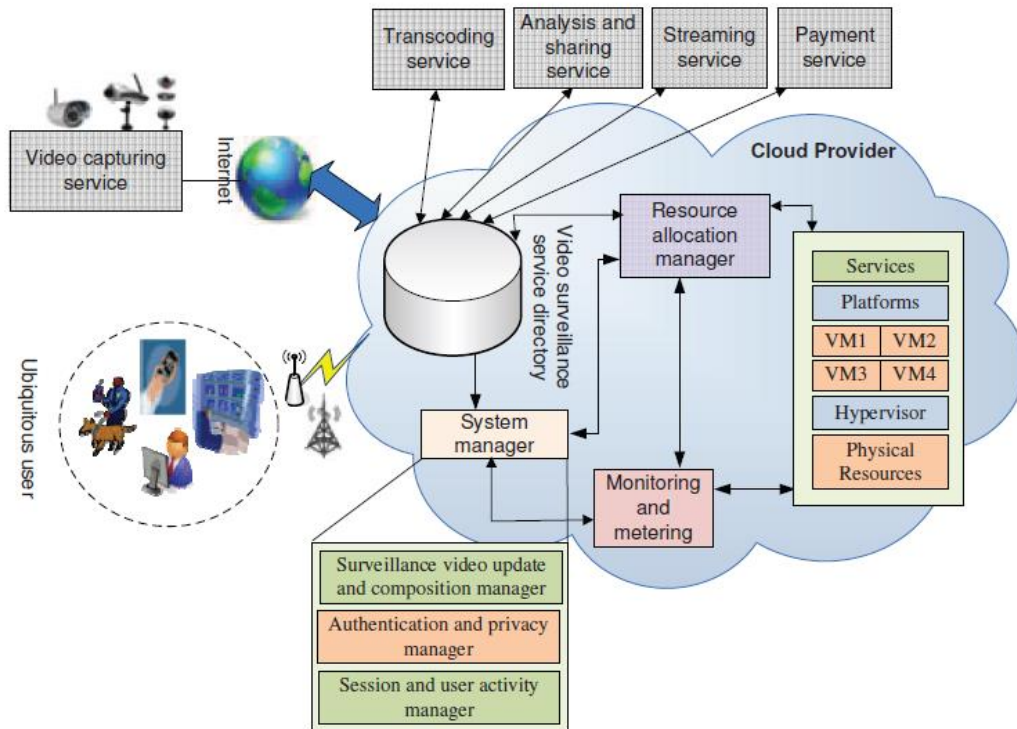 Transcoding
service
Analysis and
sharing
service
Streaming
service
Payment
service
Video capturing
service
Internet
Cloud Provider
Video surveillance
service directory
Resource
allocation
manager
Services
Platforms
VM1
VM2
VM3
VM4
Hypervisor
Physical
Resources
Ubiquitous user
System
manager
Monitoring
and
metering
Surveillance video update
and composition manager
Authentication and privacy
manager
Session and user activity
manager